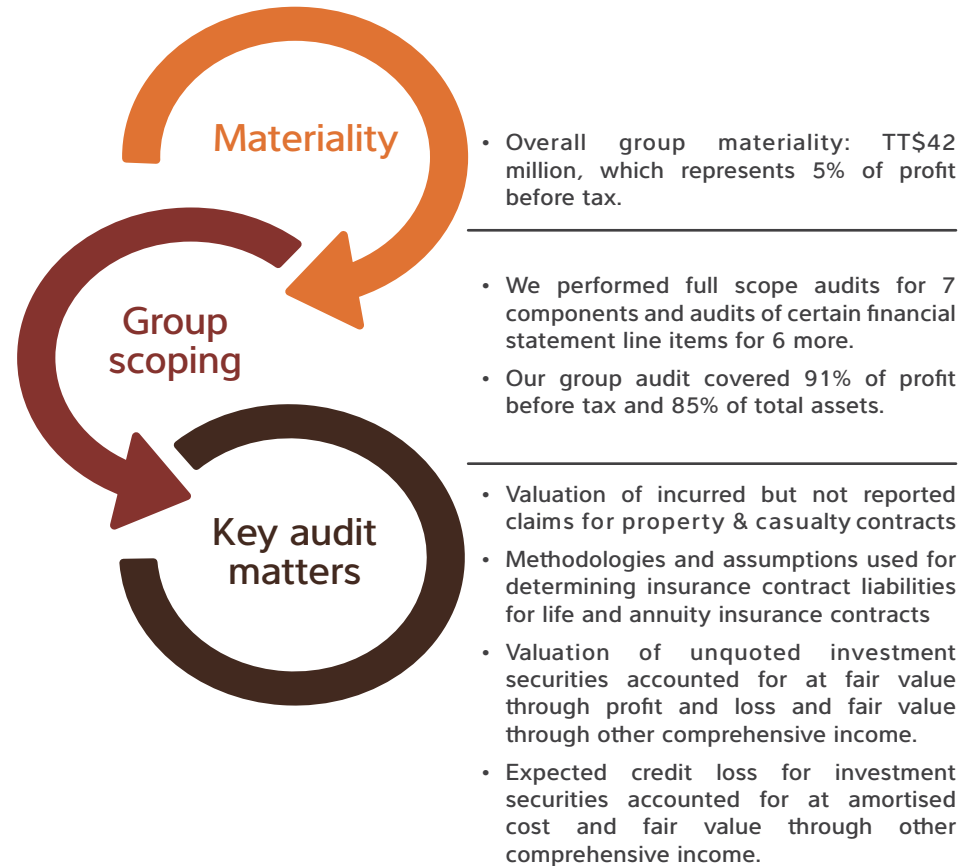 Materiality
• Overall group materiality: TT$42
million, which represents 5% of profit
before tax.
Group
scoping
• We performed full scope audits for 7
components and audits of certain financial
statement line items for 6 more.
• Our group audit covered 91% of profit
before tax and 85% of total assets.
Key audit
matters
• Valuation of incurred but not reported
claims for property & casualty contracts
• Methodologies and assumptions used for
determining insurance contract liabilities
for life and annuity insurance contracts
• Valuation of unquoted investment
securities accounted for at fair value
through profit and loss and fair value
through other comprehensive income.
• Expected credit loss for investment
securities accounted for at amortised
cost and fair value through other
comprehensive income.